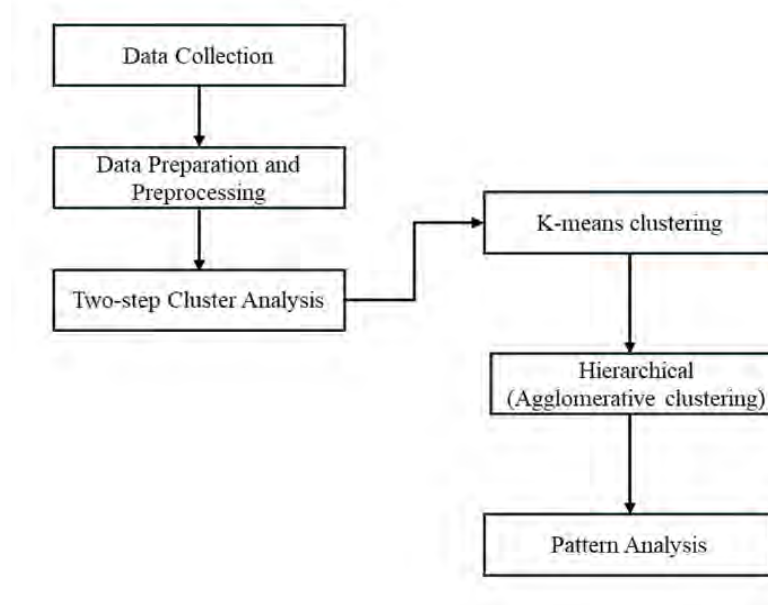 Data Collection
Data Preparation and
Preprocessing
Two-step Cluster Analysis
K-means clustering
Hierarchical
(Agglomerative clustering)
Pattern Analysis